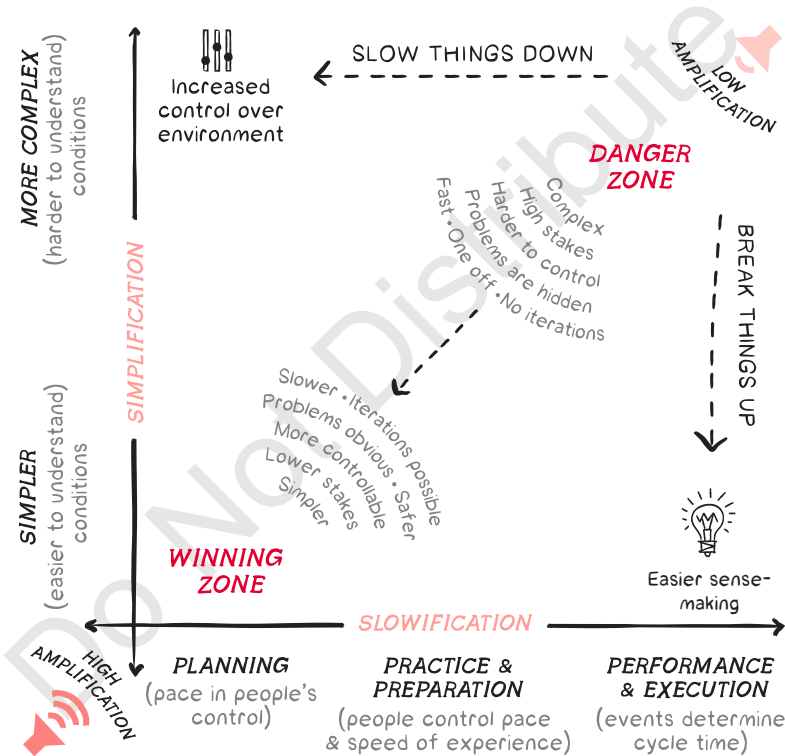 SLOW THINGS DOWN
LOW
AMPLIFICATION
Increased
control over
environment
MORE COMPLEX
(harder to understand)
conditions
DANGER
ZONE
Complex
High stakes
Harder to control
Problems are hidden
Fast • One off • No iterations
BREAK THINGS UP
SIMPLIFICATION
Slower • Iterations possible
Problems obvious • Safer
More controllable
Lower stakes
Simpler
SIMPLER
(easier to understand)
conditions
WINNING
ZONE
Easier sense-
making
SLOWIFICATION
HIGH
AMPLIFICATION
PLANNING
(pace in people's
control)
PRACTICE &
PREPARATION
(people control pace
& speed of experience)
PERFORMANCE
& EXECUTION
(events determine
cycle time)
Do Not Distribute